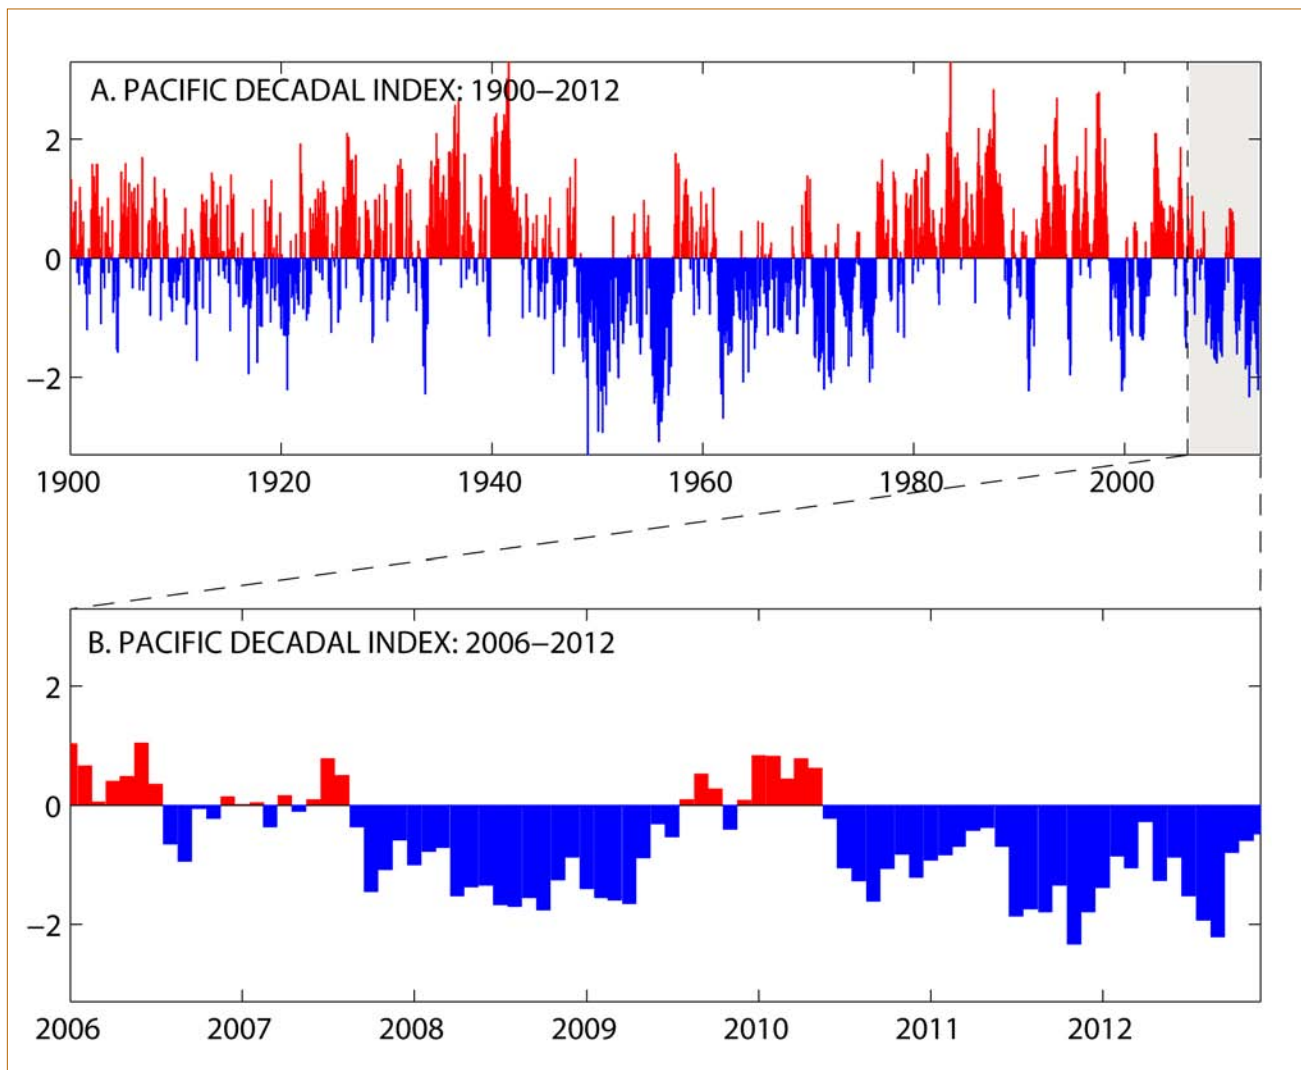 A. PACIFIC DECADAL INDEX: 1900−2012
2
0
−2
1900 1920 1940 1960 1980 2000
B. PACIFIC DECADAL INDEX: 2006−2012
2
0
−2
2006 2007 2008 2009 2010 2011 2012